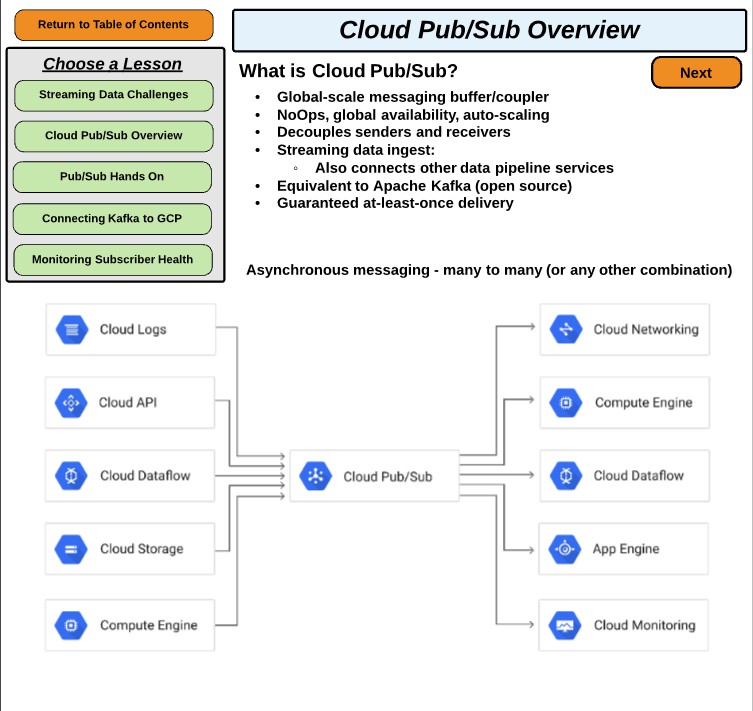 Return to Table of Contents
Cloud Pub/Sub Overview
Choose a Lesson
Streaming Data Challenges
Cloud Pub/Sub Overview
Pub/Sub Hands On
Connecting Kafka to GCP
Monitoring Subscriber Health
What is Cloud Pub/Sub?
Next
• Global-scale messaging buffer/coupler
• NoOps, global availability, auto-scaling
• Decouples senders and receivers
• Streaming data ingest:
◦ Also connects other data pipeline services
• Equivalent to Apache Kafka (open source)
• Guaranteed at-least-once delivery
Asynchronous messaging - many to many (or any other combination)
Cloud Logs
Cloud API
Cloud Dataflow
Cloud Storage
Compute Engine
Cloud Pub/Sub
Cloud Networking
Compute Engine
Cloud Dataflow
App Engine
Cloud Monitoring